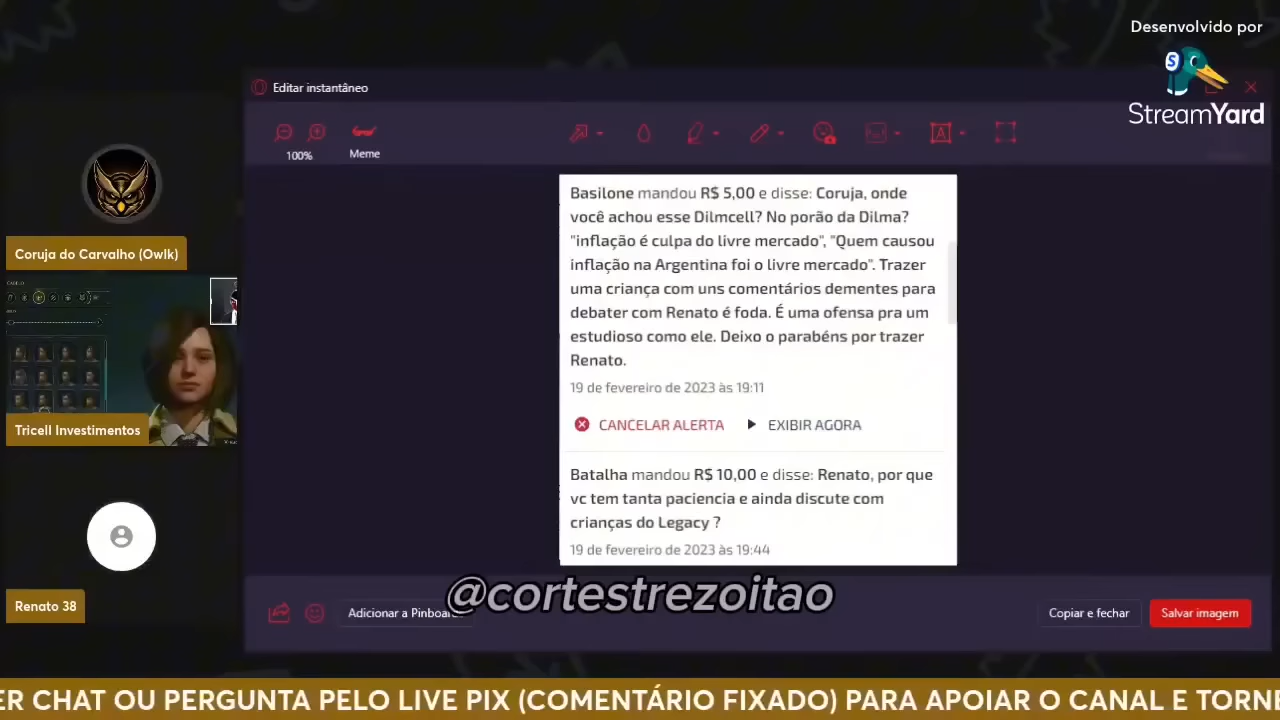 Desenvolvido por
StreamYard
Editar instantâneo
100%
Meme
Coruja do Carvalho (Owlk)
Tricell Investimentos
Renato 38
Basilone mandou R$ 5,00 e disse: Coruja, onde
você achou esse Dilmcell? No porão da Dilma?
"inflação é culpa do livre mercado", "Quem causou
inflação na Argentina foi o livre mercado". Trazer
uma criança com uns comentários dementes para
debater com Renato é foda. É uma ofensa pra um
estudioso como ele. Deixo o parabéns por trazer
Renato.
19 de fevereiro de 2023 às 19:11
CANCELAR ALERTA
EXIBIR AGORA
Batalha mandou R$ 10,00 e disse: Renato, por que
vc tem tanta paciencia e ainda discute com
crianças do Legacy ?
19 de fevereiro de 2023 às 19:44
@cortestrezoitao
Adicionar a Pinboards
Copiar e fechar
Salvar imagem
ER CHAT OU PERGUNTA PELO LIVE PIX (COMENTÁRIO FIXADO) PARA APOIAR O CANAL E TORNE